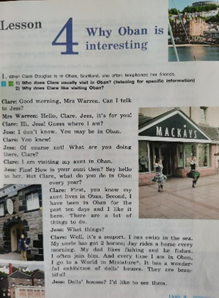 Lesson
4
Why Oban is
interesting
1. When Clare Douglas is in Oban, Scotland, she often telephones her friends.
1) Who does Clare usually visit in Oban? (listening for specific information)
2) Why does Clare like visiting Oban?
Clare: Good morning, Mrs Warren. Can I talk
to Jess?
Mrs Warren: Hello, Clare. Jess, it's for you!
Clare: Hi, Jess! Guess where I am?
Jess: I don't know. You may be in Oban.
Clare: You knew!
Jess: Of course not! What are you doing
there, Clare?
Clare: I am visiting my aunt in Oban.
Jess: Fine! How is your aunt? Say hello
to her. But Clare, what do you do in Oban
every year?
Clare: First, you know my
aunt lives in Oban. Second, I
have been to Oban for the
past ten days and I like it
here. There are a lot of
things to do.
Jess: What things?
Clare: Well, it's a seaport. I can swim in the sea.
My uncle has got 2 horses; Jay rides a horse every
morning. My dad likes fishing and he fishes.
I often join him. And every time I am in Oban,
I go to A World in Miniature*. It has a wonder-
ful exhibition of dolls' houses. They are beau-
tiful!
Jess: Dolls' houses? I'd like to see them.
MACKAYS